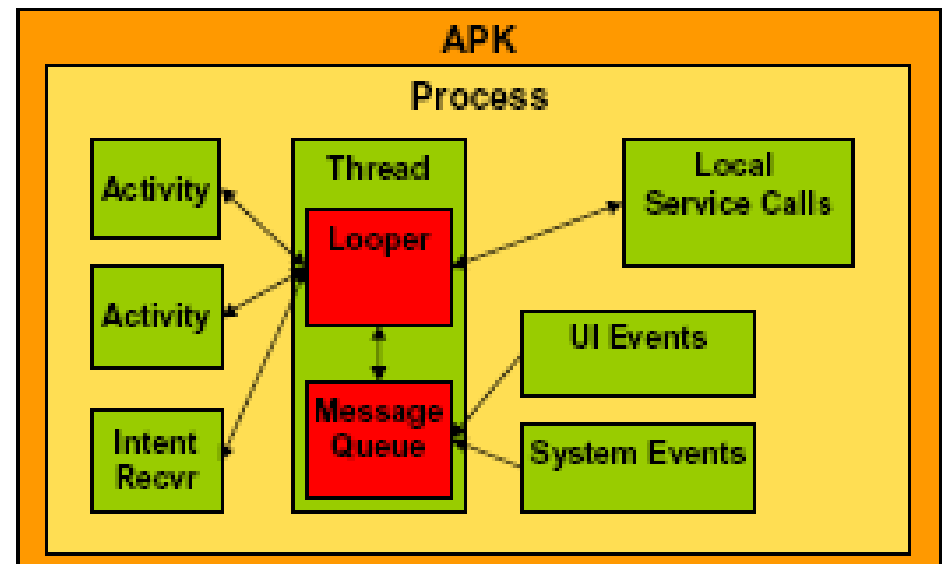 APK
Process
Activity
Activity
Intent
Recvr
Thread
Looper
Message
Queue
Local
Service Calls
UI Events
System Events